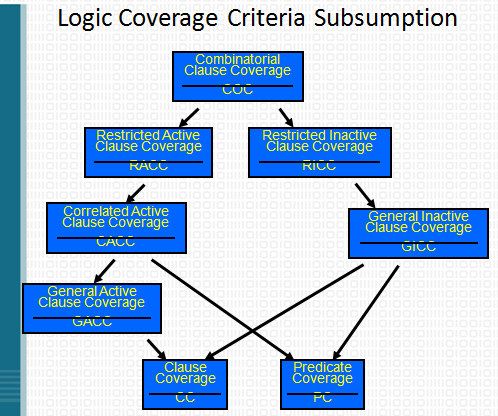 Logic Coverage Criteria Subsumption
Combinatorial
Clause Coverage
COC
Restricted Active
Clause Coverage
RACC
Restricted Inactive
Clause Coverage
RICC
Correlated Active
Clause Coverage
CACC
General Inactive
Clause Coverage
GICC
General Active
Clause Coverage
GACC
Clause
Coverage
CC
Predicate
Coverage
PC